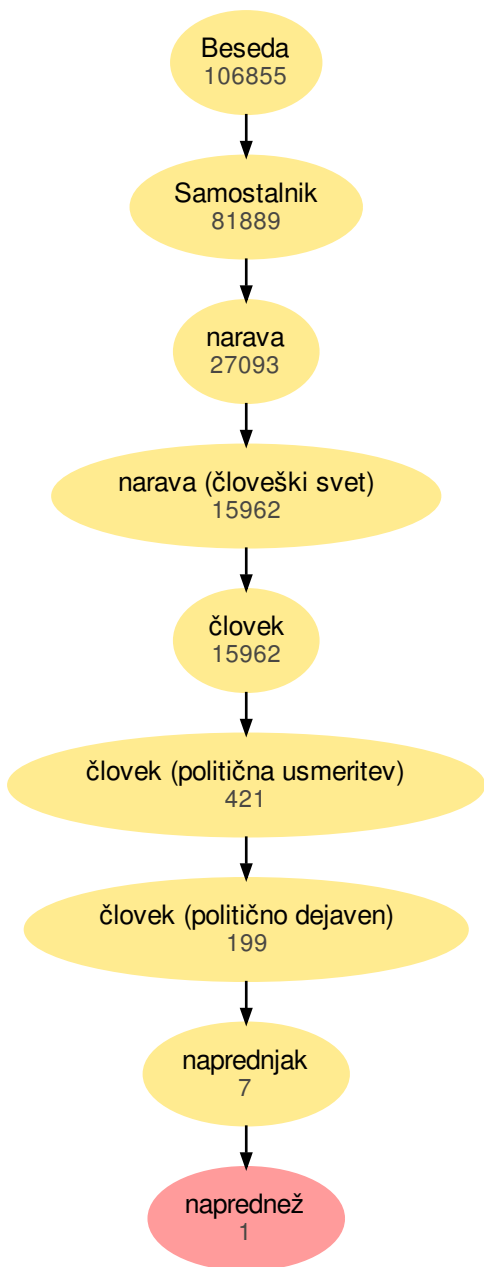 Beseda
106855
Samostalnik
81889
narava
27093
narava (človeški svet)
15962
človek
15962
človek (politična usmeritev)
421
človek (politično dejaven)
199
naprednjak
7
naprednež
1